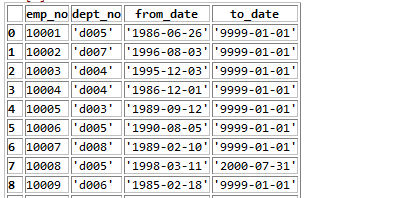 emp_no dept_no from_date to_date
0 10001 'd005' '1986-06-26' '9999-01-01'
1 10002 'd007' '1996-08-03' '9999-01-01'
2 10003 'd004' '1995-12-03' '9999-01-01'
3 10004 'd004' '1986-12-01' '9999-01-01'
4 10005 'd003' '1989-09-12' '9999-01-01'
5 10006 'd005' '1990-08-05' '9999-01-01'
6 10007 'd008' '1989-02-10' '9999-01-01'
7 10008 'd005' '1998-03-11' '2000-07-31'
8 10009 'd006' '1985-02-18' '9999-01-01'